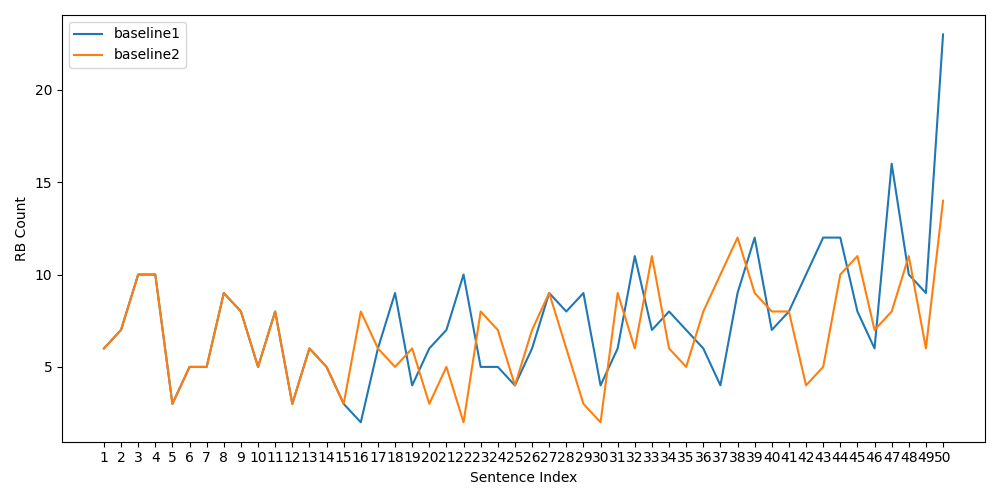 baseline1
baseline2
20
15
10
5
RB Count
1 2 3 4 5 6 7 8 9 10 11 12 13 14 15 16 17 18 19 20 21 22 23 24 25 26 27 28 29 30 31 32 33 34 35 36 37 38 39 40 41 42 43 44 45 46 47 48 49 50
Sentence Index